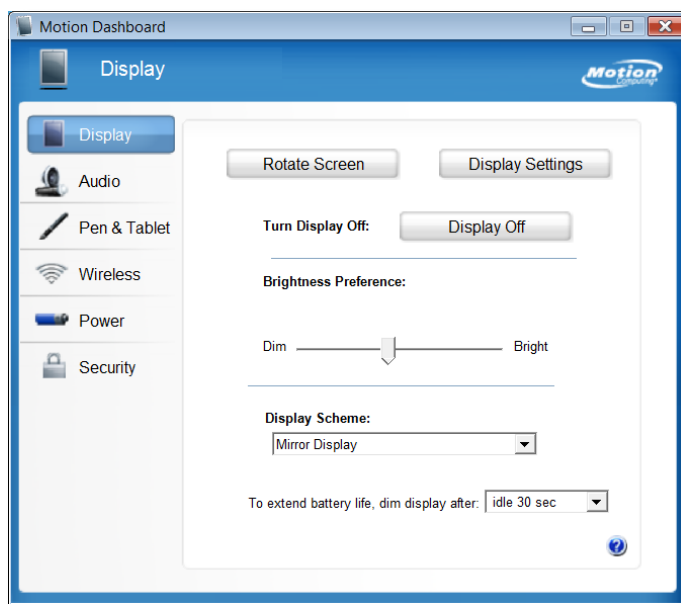 Motion Dashboard
Display
Motion
Computing
Display
Audio
Pen & Tablet
Wireless
Power
Security
Rotate Screen
Display Settings
Turn Display Off:
Display Off
Brightness Preference:
Dim
Bright
Display Scheme:
Mirror Display
To extend battery life, dim display after: idle 30 sec
?